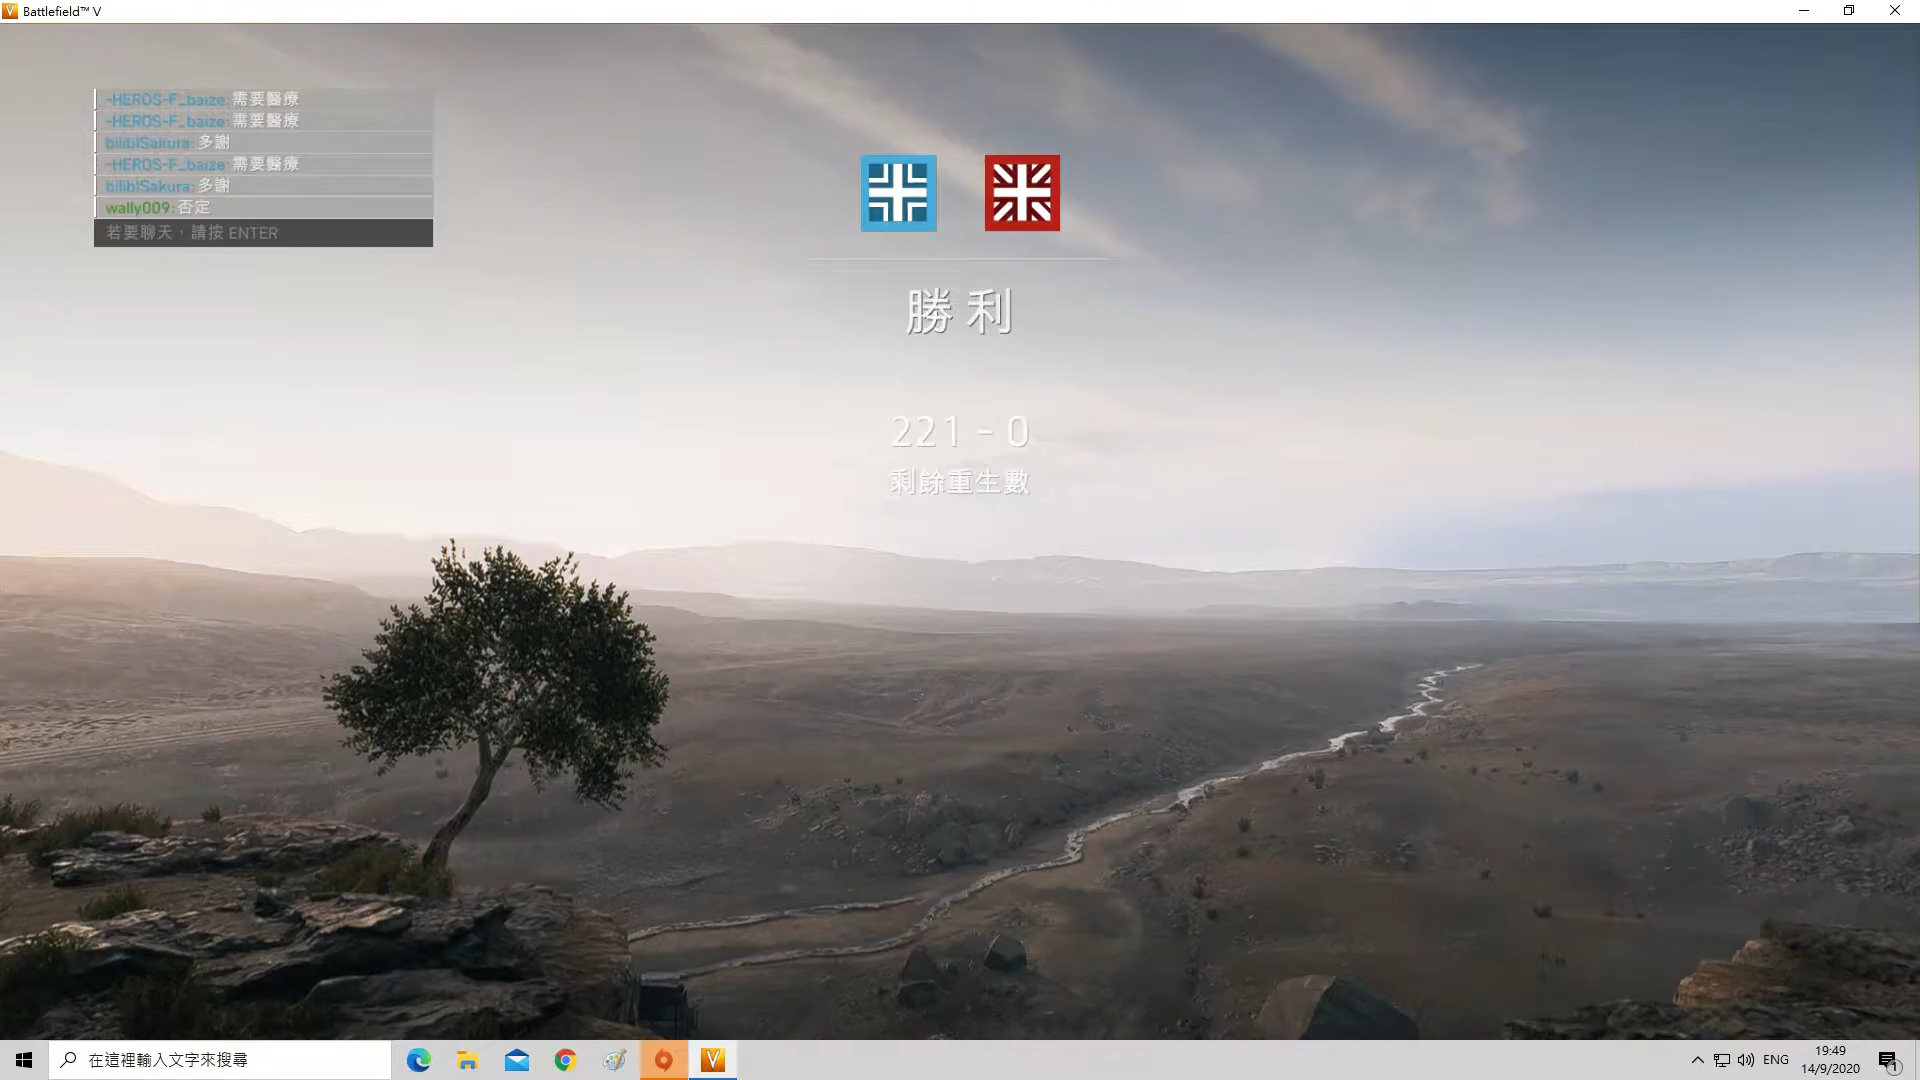 Battlefield™ V
-HEROS-F_baize: 需要醫療
-HEROS-F_baize: 需要醫療
biliblSakura: 多謝
-HEROS-F_baize: 需要醫療
biliblSakura: 多謝
wally009: 否定
若要聊天，請按 ENTER
勝利
221 - 0
剩餘重生數
在這裡輸入文字來搜尋
ENG
19:49
14/9/2020
1